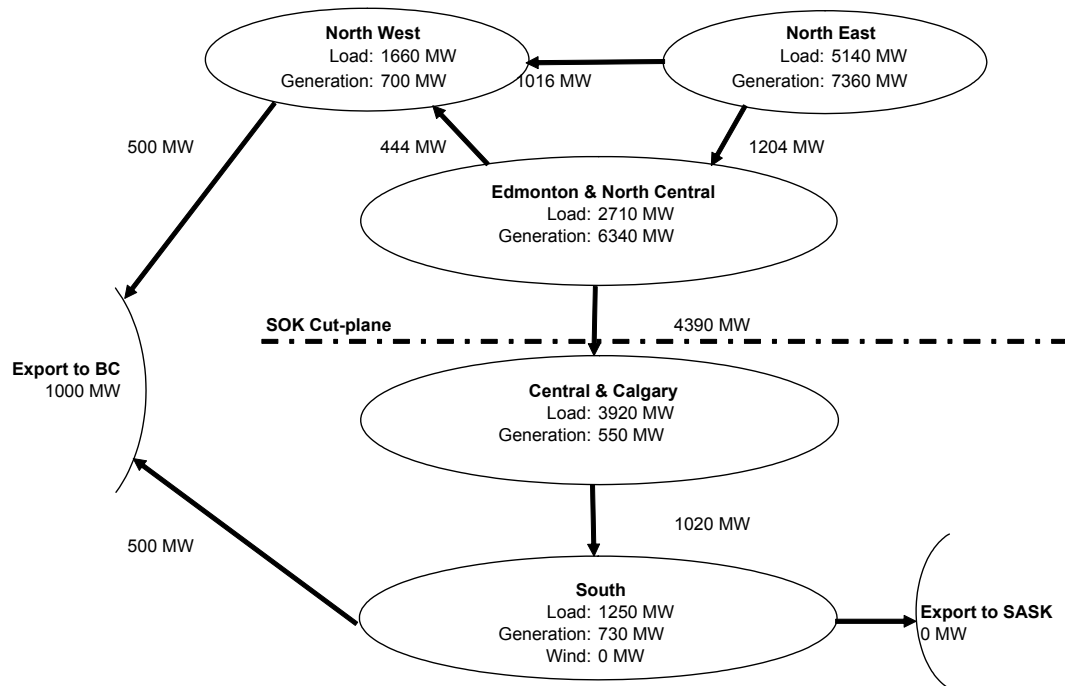 North West
Load: 1660 MW
Generation: 700 MW
North East
Load: 5140 MW
Generation: 7360 MW
1016 MW
500 MW
444 MW
1204 MW
Edmonton & North Central
Load: 2710 MW
Generation: 6340 MW
SOK Cut-plane
4390 MW
Export to BC
1000 MW
Central & Calgary
Load: 3920 MW
Generation: 550 MW
1020 MW
500 MW
South
Load: 1250 MW
Generation: 730 MW
Wind: 0 MW
Export to SASK
0 MW